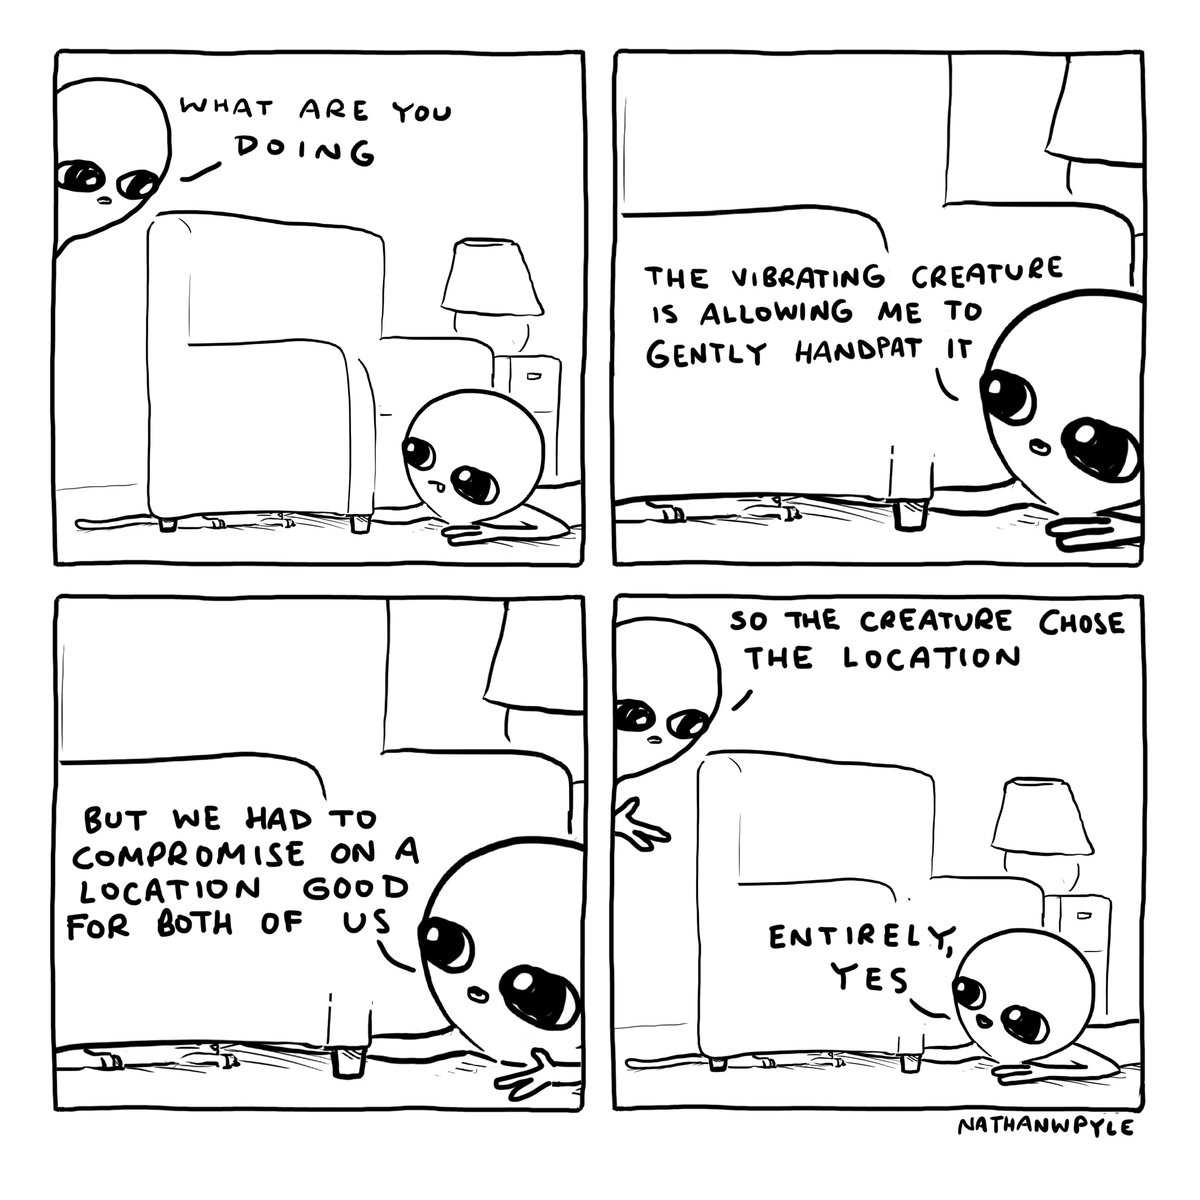 WHAT ARE YOU
DOING
THE VIBRATING CREATURE
IS ALLOWING ME TO
GENTLY HANDPAT IT
BUT WE HAD TO
COMPROMISE ON A
LOCATION GOOD
FOR BOTH OF US
SO THE CREATURE CHOSE
THE LOCATION
ENTIRELY,
YES
NATHANWPYLE